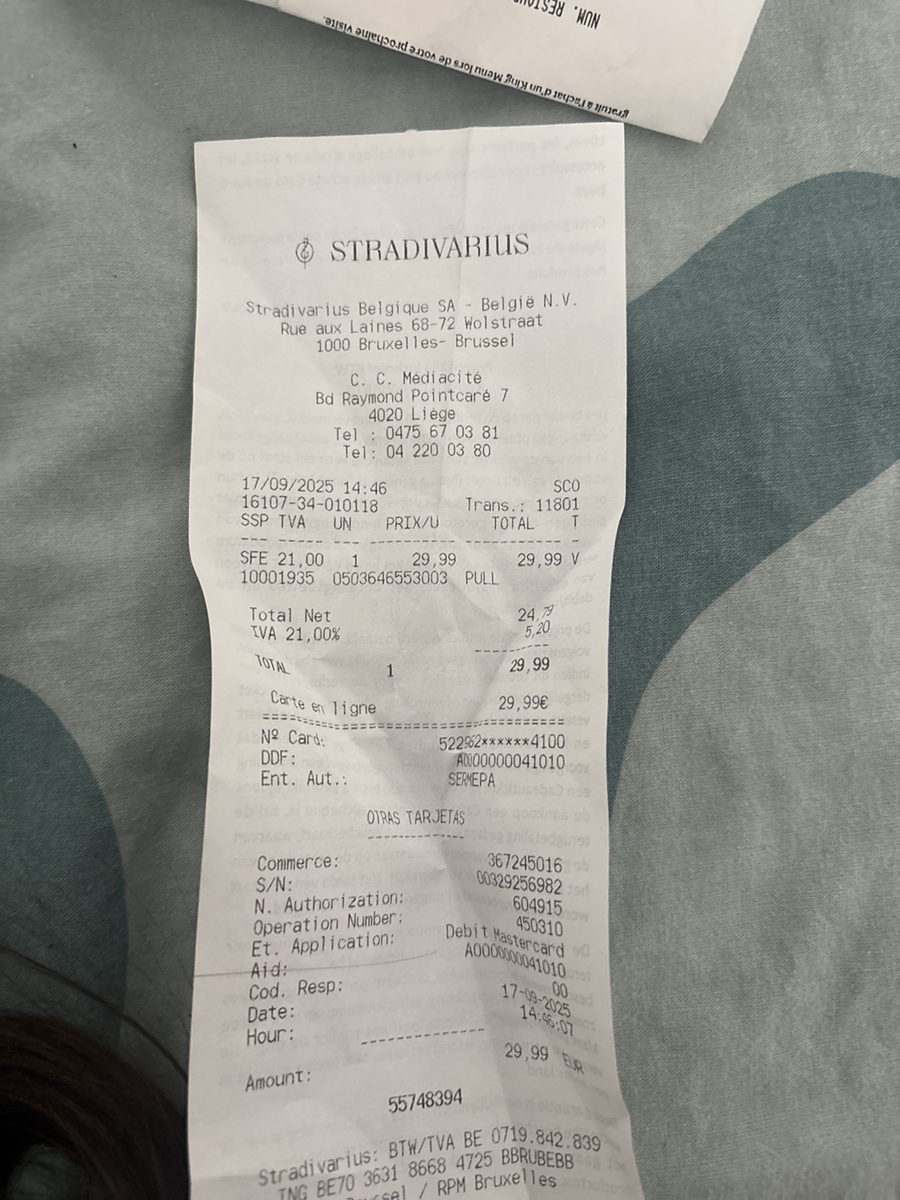 NUM.
gratuit à l'achat d'un King Menu lors de votre prochaine visite.
STRADIVARIUS
Stradivarius Belgique SA - België N.V.
Rue aux Laines 68-72 Wolstraat
1000 Bruxelles- Brussel
C. C. Médiacité
Bd Raymond Pointcaré 7
4020 Liège
Tel : 0475 67 03 81
Tel: 04 220 03 80
17/09/2025 14:46 SCO
16107-34-010118 Trans.: 11801
SSP TVA UN PRIX/U TOTAL T
SFE 21,00 1 29,99 29,99 V
10001935 0503646553003 PULL
Total Net 24,79
IVA 21,00% 5,20
TOTAL 1 29,99
Carte en ligne 29,99€
Nº Card: 522962******4100
DDF: A0000000041010
Ent. Aut.: SERMEPA
OTRAS TARJETAS
Commerce: 367245016
S/N: 00329256982
N. Authorization: 604915
Operation Number: 450310
Et. Application: Debit Mastercard
Aid: A0000000041010
Cod. Resp: 00
Date: 17-09-2025
Hour: 14:46:07
Amount: 29,99 EUR
55748394
Stradivarius: BTW/TVA BE 0719.842.839
ING BE70 3631 8668 4725 BBRUBEBB
/ RPM Bruxelles